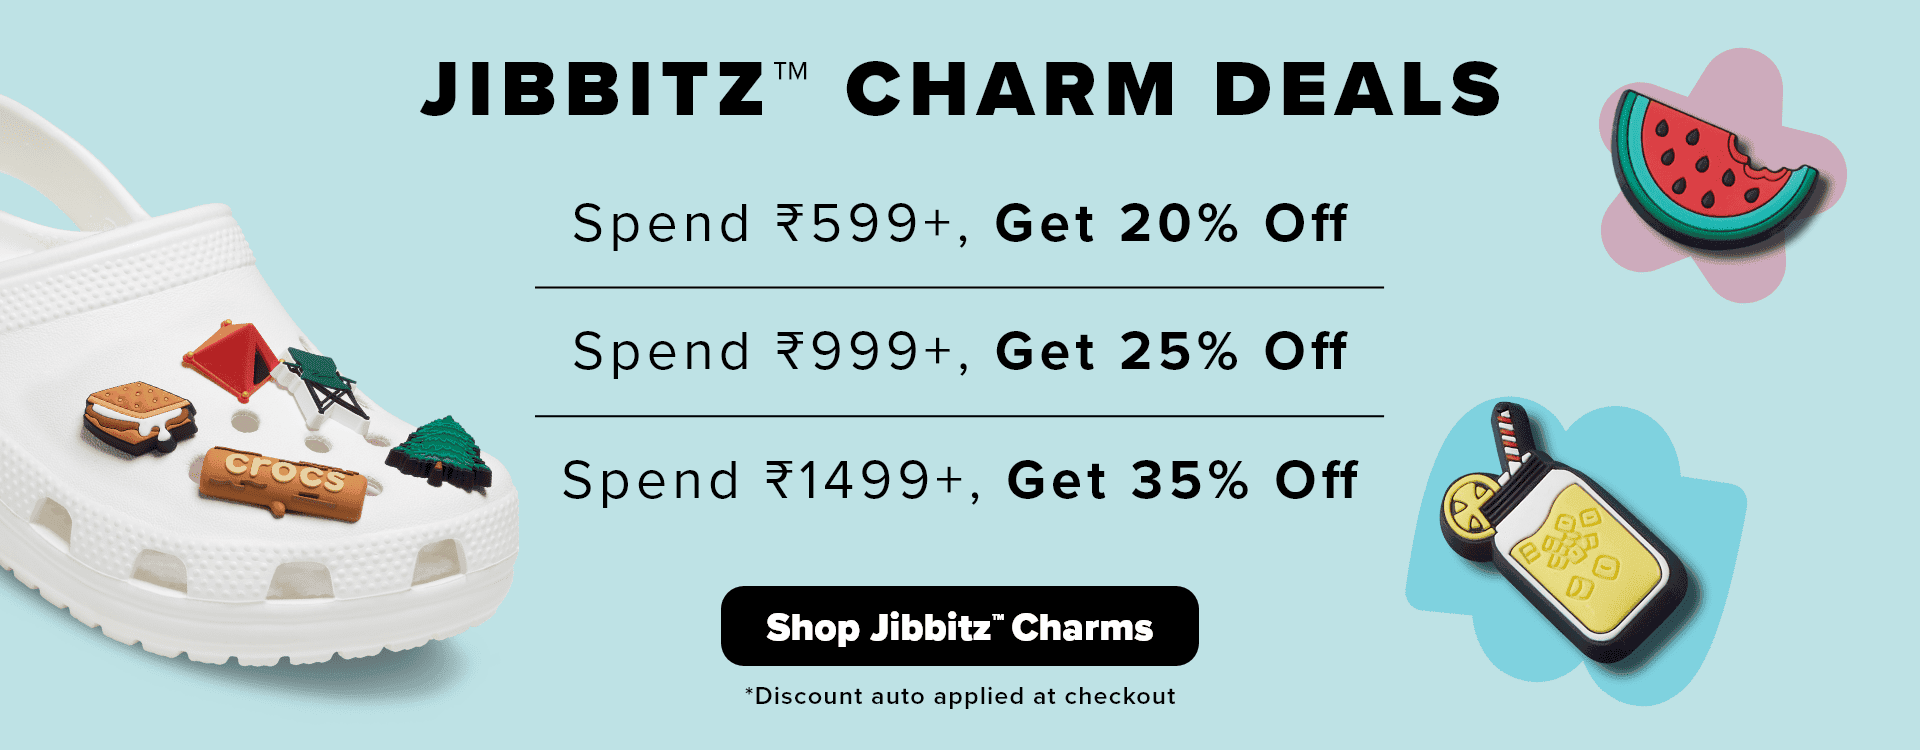 JIBBITZ™ CHARM DEALS
Spend ₹599+, Get 20% Off
Spend ₹999+, Get 25% Off
Spend ₹1499+, Get 35% Off
crocs
Shop Jibbitz™ Charms
*Discount auto applied at checkout